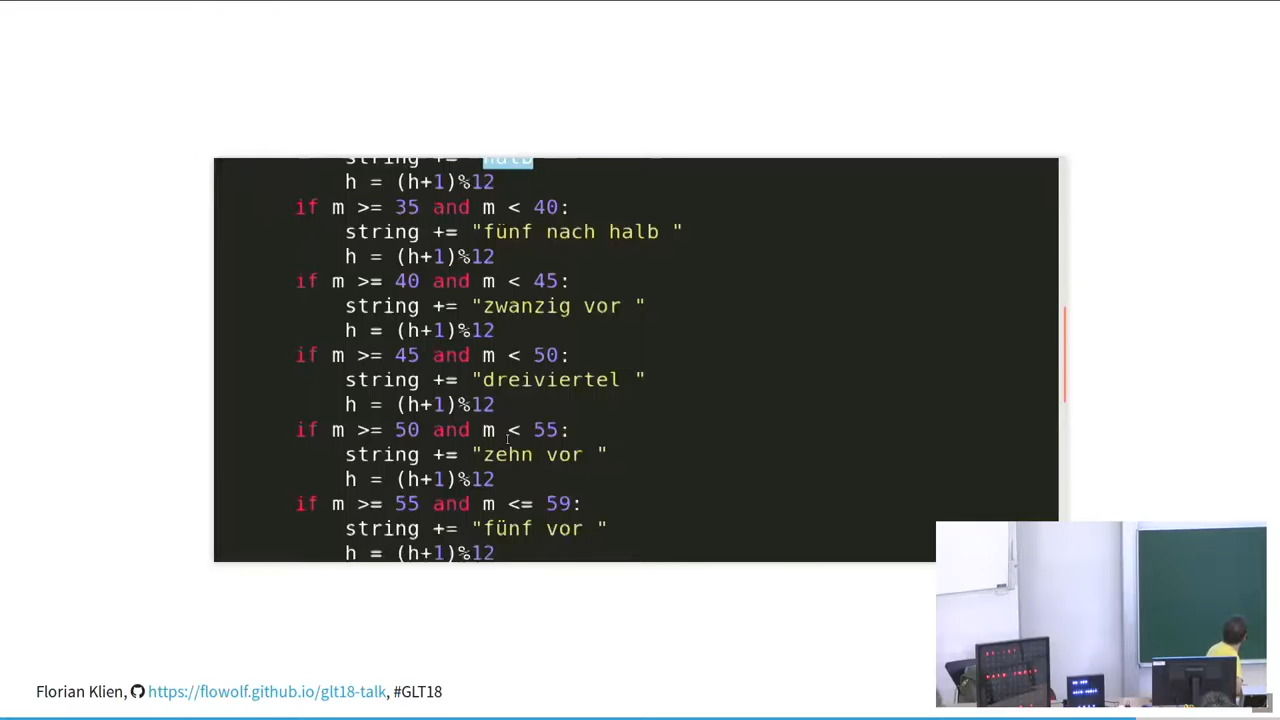 string += "halb
h = (h+1)%12
if m >= 35 and m < 40:
string += "fünf nach halb "
h = (h+1)%12
if m >= 40 and m < 45:
string += "zwanzig vor "
h = (h+1)%12
if m >= 45 and m < 50:
string += "dreiviertel "
h = (h+1)%12
if m >= 50 and m < 55:
string += "zehn vor "
h = (h+1)%12
if m >= 55 and m <= 59:
string += "fünf vor "
h = (h+1)%12
Florian Klien, https://flowolf.github.io/glt18-talk, #GLT18